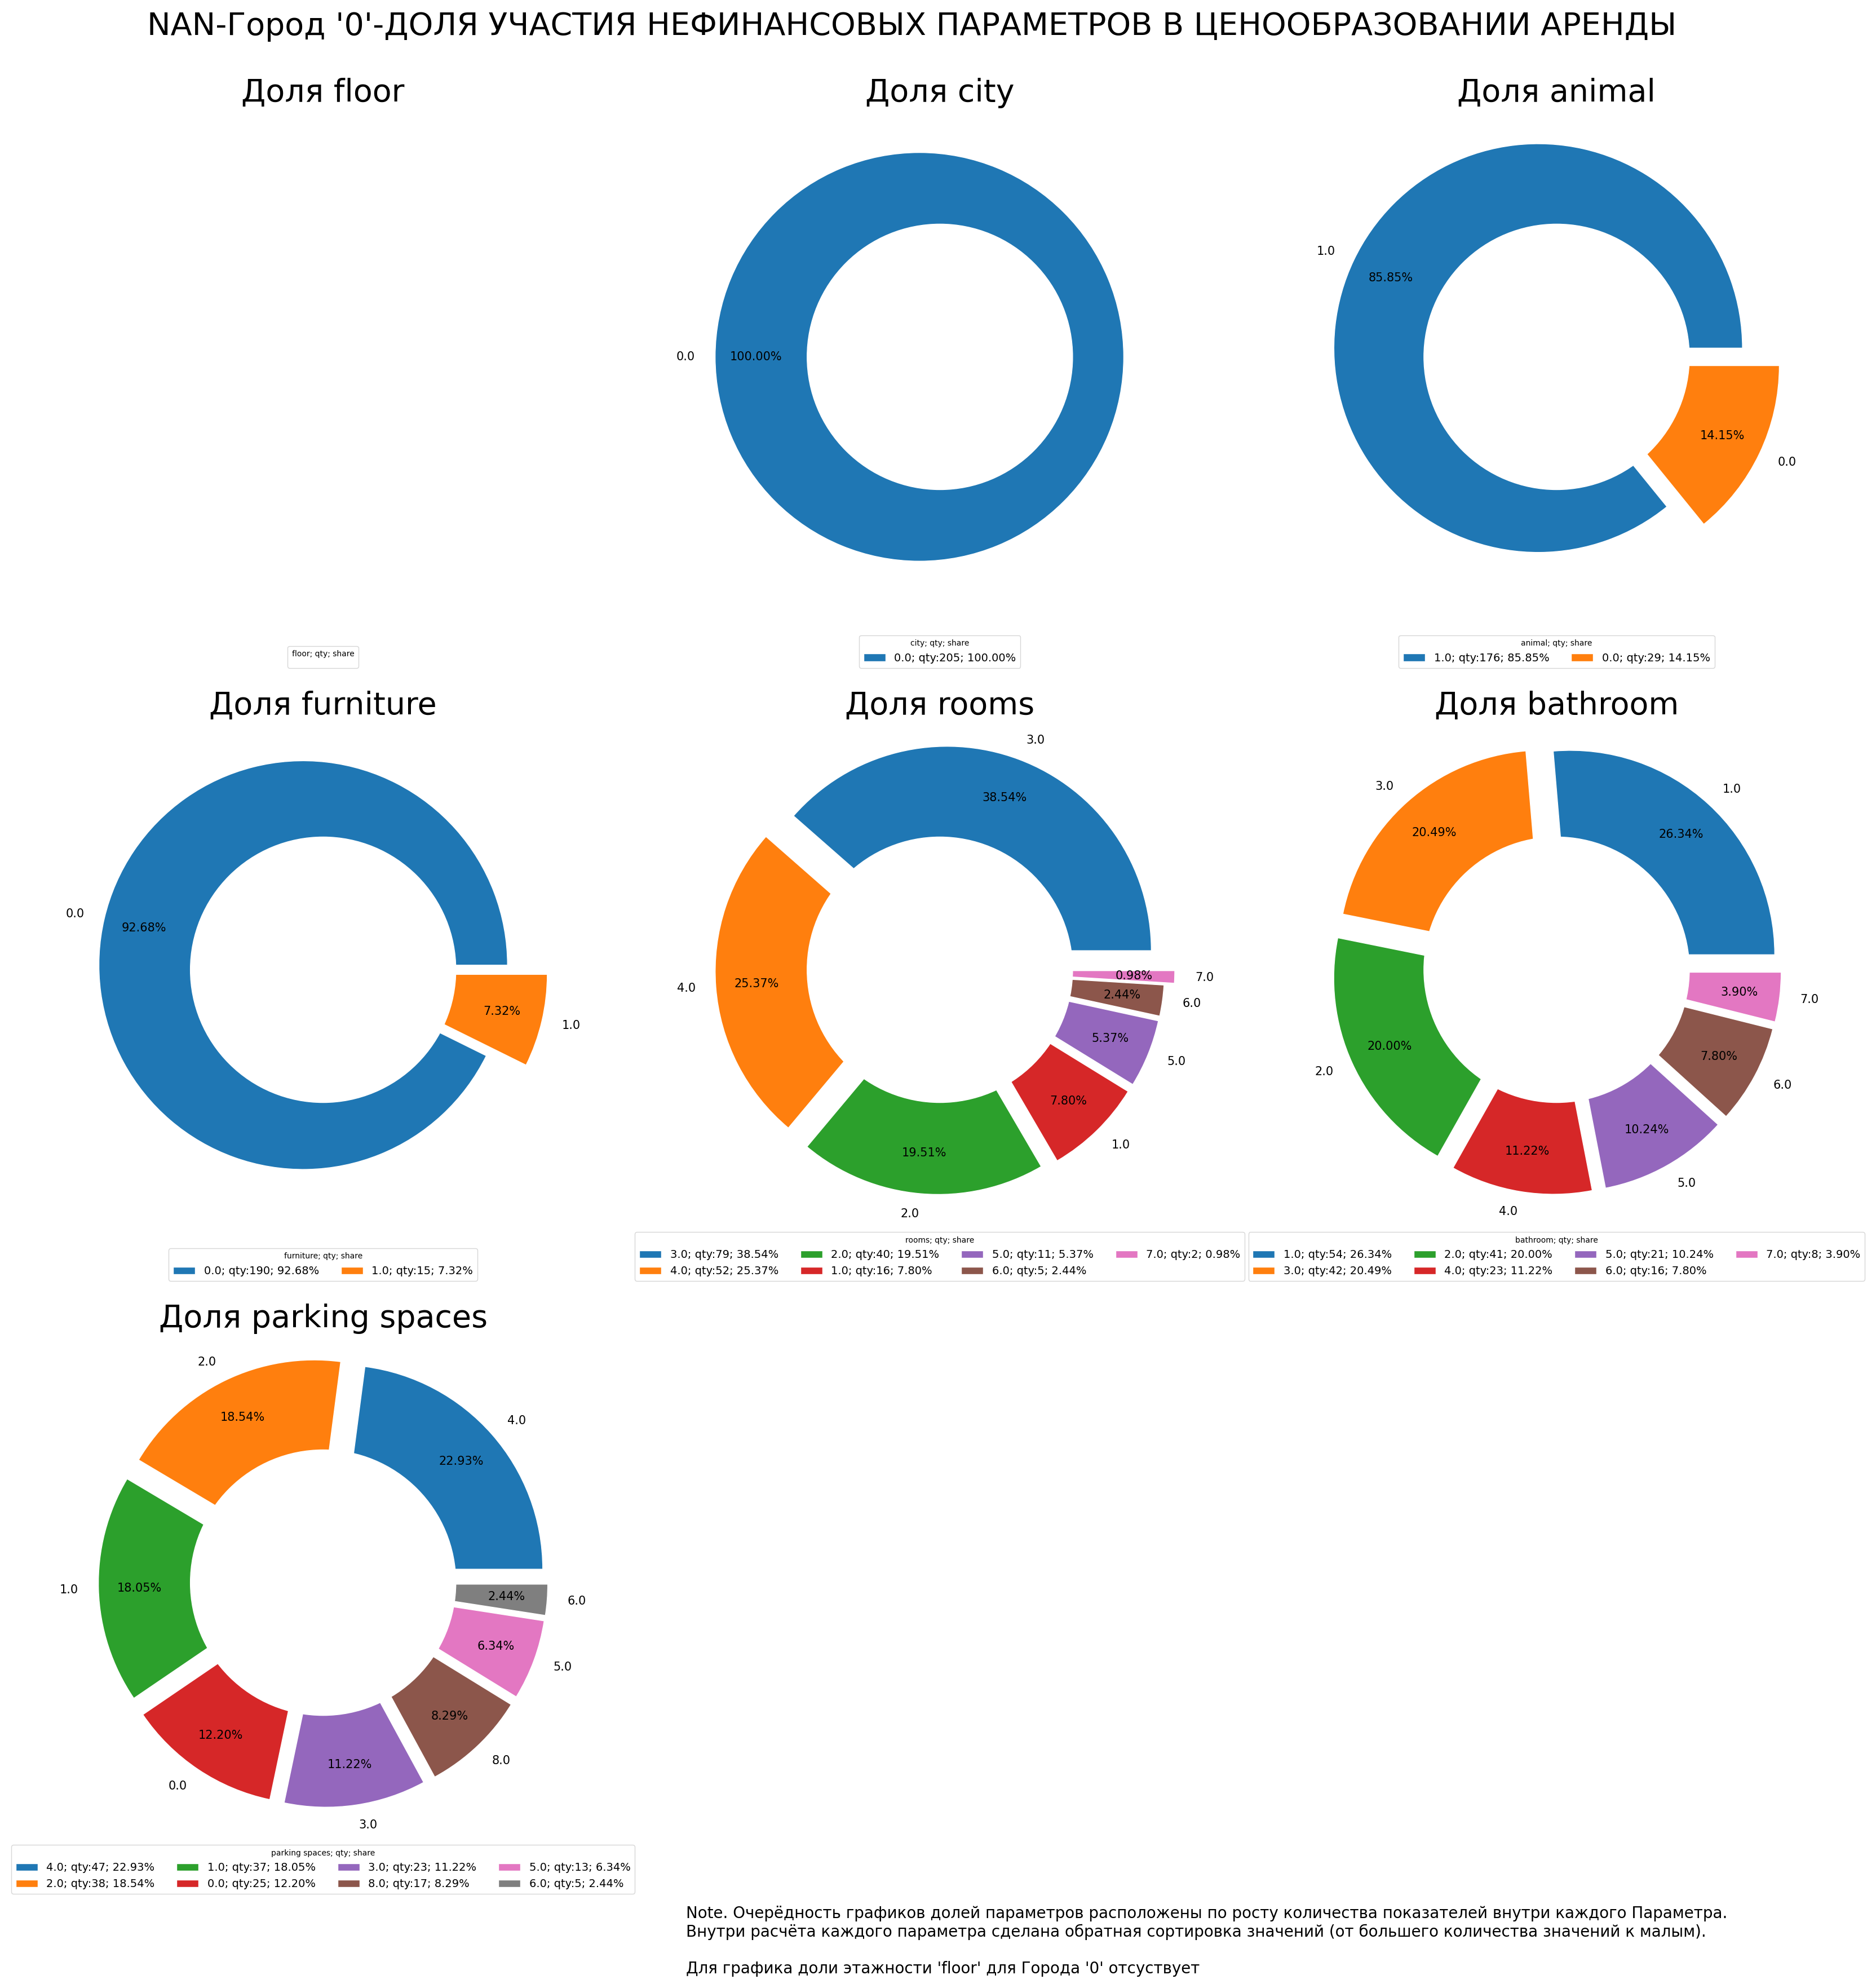 NAN-Город '0'-ДОЛЯ УЧАСТИЯ НЕФИНАНСОВЫХ ПАРАМЕТРОВ В ЦЕНООБРАЗОВАНИИ АРЕНДЫ
Доля floor
floor; qty; share
Доля city
0.0
100.00%
city; qty; share
0.0; qty:205; 100.00%
Доля animal
1.0
85.85%
14.15%
0.0
animal; qty; share
1.0; qty:176; 85.85%
0.0; qty:29; 14.15%
Доля furniture
0.0
92.68%
7.32%
1.0
furniture; qty; share
0.0; qty:190; 92.68%
1.0; qty:15; 7.32%
Доля rooms
3.0
38.54%
4.0
25.37%
2.0
19.51%
1.0
7.80%
5.0
5.37%
6.0
2.44%
7.0
0.98%
rooms; qty; share
3.0; qty:79; 38.54%
4.0; qty:52; 25.37%
2.0; qty:40; 19.51%
1.0; qty:16; 7.80%
5.0; qty:11; 5.37%
6.0; qty:5; 2.44%
7.0; qty:2; 0.98%
Доля bathroom
1.0
26.34%
3.0
20.49%
2.0
20.00%
4.0
11.22%
5.0
10.24%
6.0
7.80%
7.0
3.90%
bathroom; qty; share
1.0; qty:54; 26.34%
3.0; qty:42; 20.49%
2.0; qty:41; 20.00%
4.0; qty:23; 11.22%
5.0; qty:21; 10.24%
6.0; qty:16; 7.80%
7.0; qty:8; 3.90%
Доля parking spaces
4.0
22.93%
2.0
18.54%
1.0
18.05%
0.0
12.20%
3.0
11.22%
8.0
8.29%
5.0
6.34%
6.0
2.44%
parking spaces; qty; share
4.0; qty:47; 22.93%
2.0; qty:38; 18.54%
1.0; qty:37; 18.05%
0.0; qty:25; 12.20%
3.0; qty:23; 11.22%
8.0; qty:17; 8.29%
5.0; qty:13; 6.34%
6.0; qty:5; 2.44%
Note. Очерёдность графиков долей параметров расположены по росту количества показателей внутри каждого Параметра.
Внутри расчёта каждого параметра сделана обратная сортировка значений (от большего количества значений к малым).
Для графика доли этажности 'floor' для Города '0' отсуствует